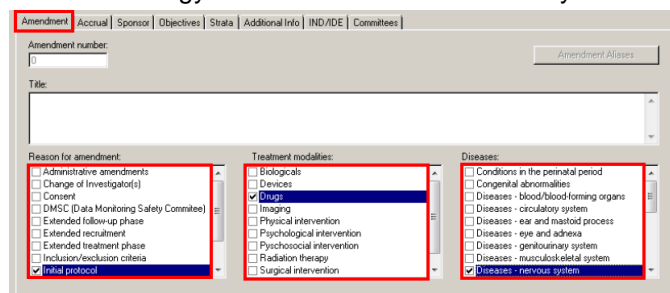 Amendment Accrual Sponsor Objectives Strata Additional Info IND/IDE Committees
Amendment number:
0
Amendment Aliases
Title:
Reason for amendment:
Administrative amendments
Change of Investigator(s)
Consent
DMSC (Data Monitoring Safety Commitee)
Extended follow-up phase
Extended recruitment
Extended treatment phase
Inclusion/exclusion criteria
Initial protocol
Treatment modalities:
Biologicals
Devices
Drugs
Imaging
Physical intervention
Psychological intervention
Pyschosocial intervention
Radiation therapy
Surgical intervention
Diseases:
Conditions in the perinatal period
Congenital abnormalities
Diseases - blood/blood-forming organs
Diseases - circulatory system
Diseases - ear and mastoid process
Diseases - eye and adnexa
Diseases - genitourinary system
Diseases - musculoskeletal system
Diseases - nervous system